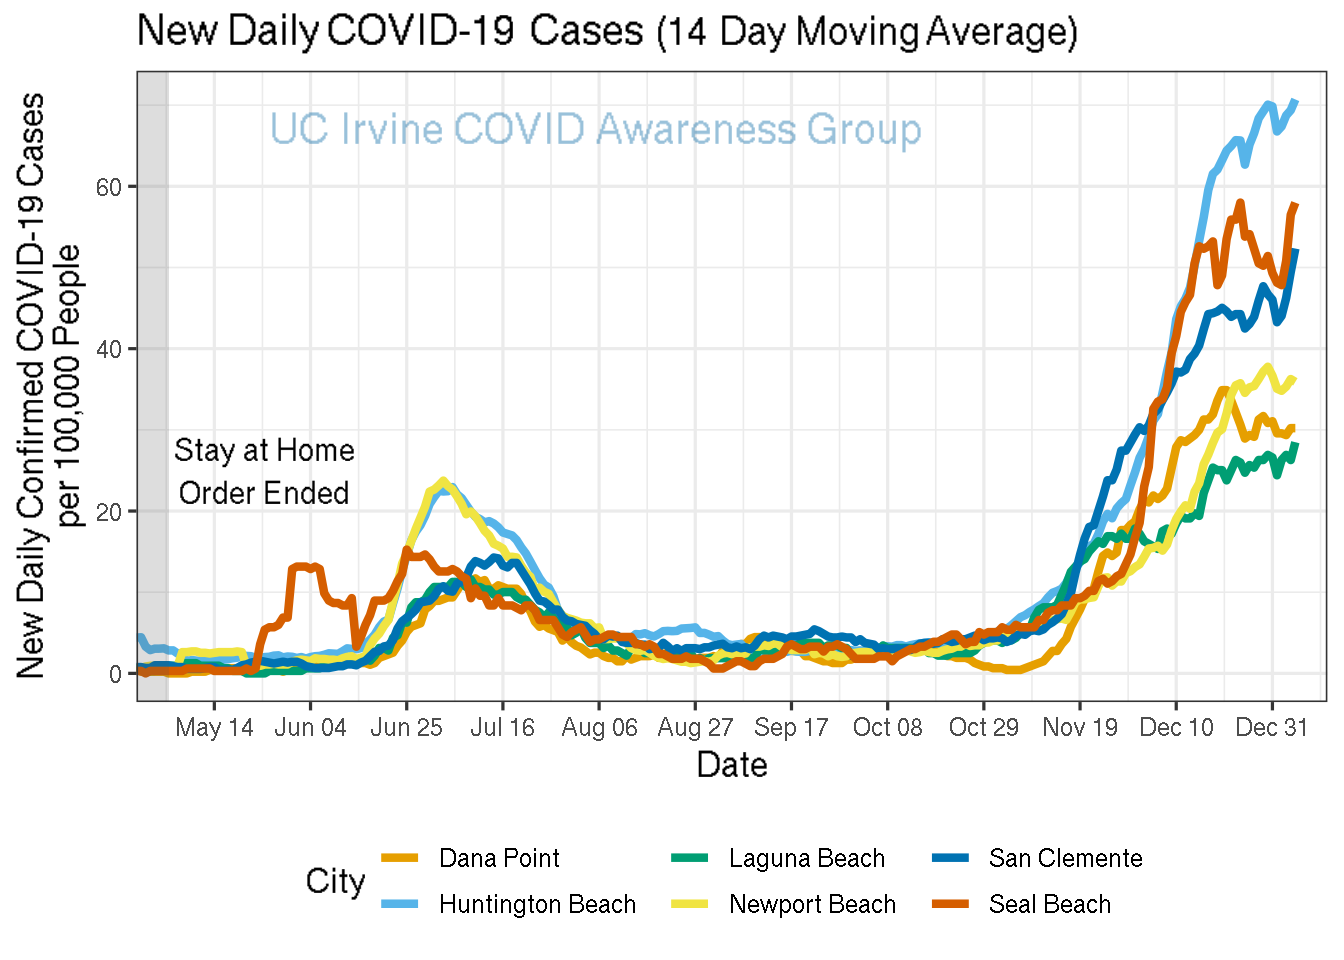 New Daily COVID-19 Cases (14 Day Moving Average)
UC Irvine COVID Awareness Group
New Daily Confirmed COVID-19 Cases
per 100,000 People
60
40
20
0
Stay at Home
Order Ended
May 14 Jun 04 Jun 25 Jul 16 Aug 06 Aug 27 Sep 17 Oct 08 Oct 29 Nov 19 Dec 10 Dec 31
Date
City
Dana Point Laguna Beach San Clemente
Huntington Beach Newport Beach Seal Beach